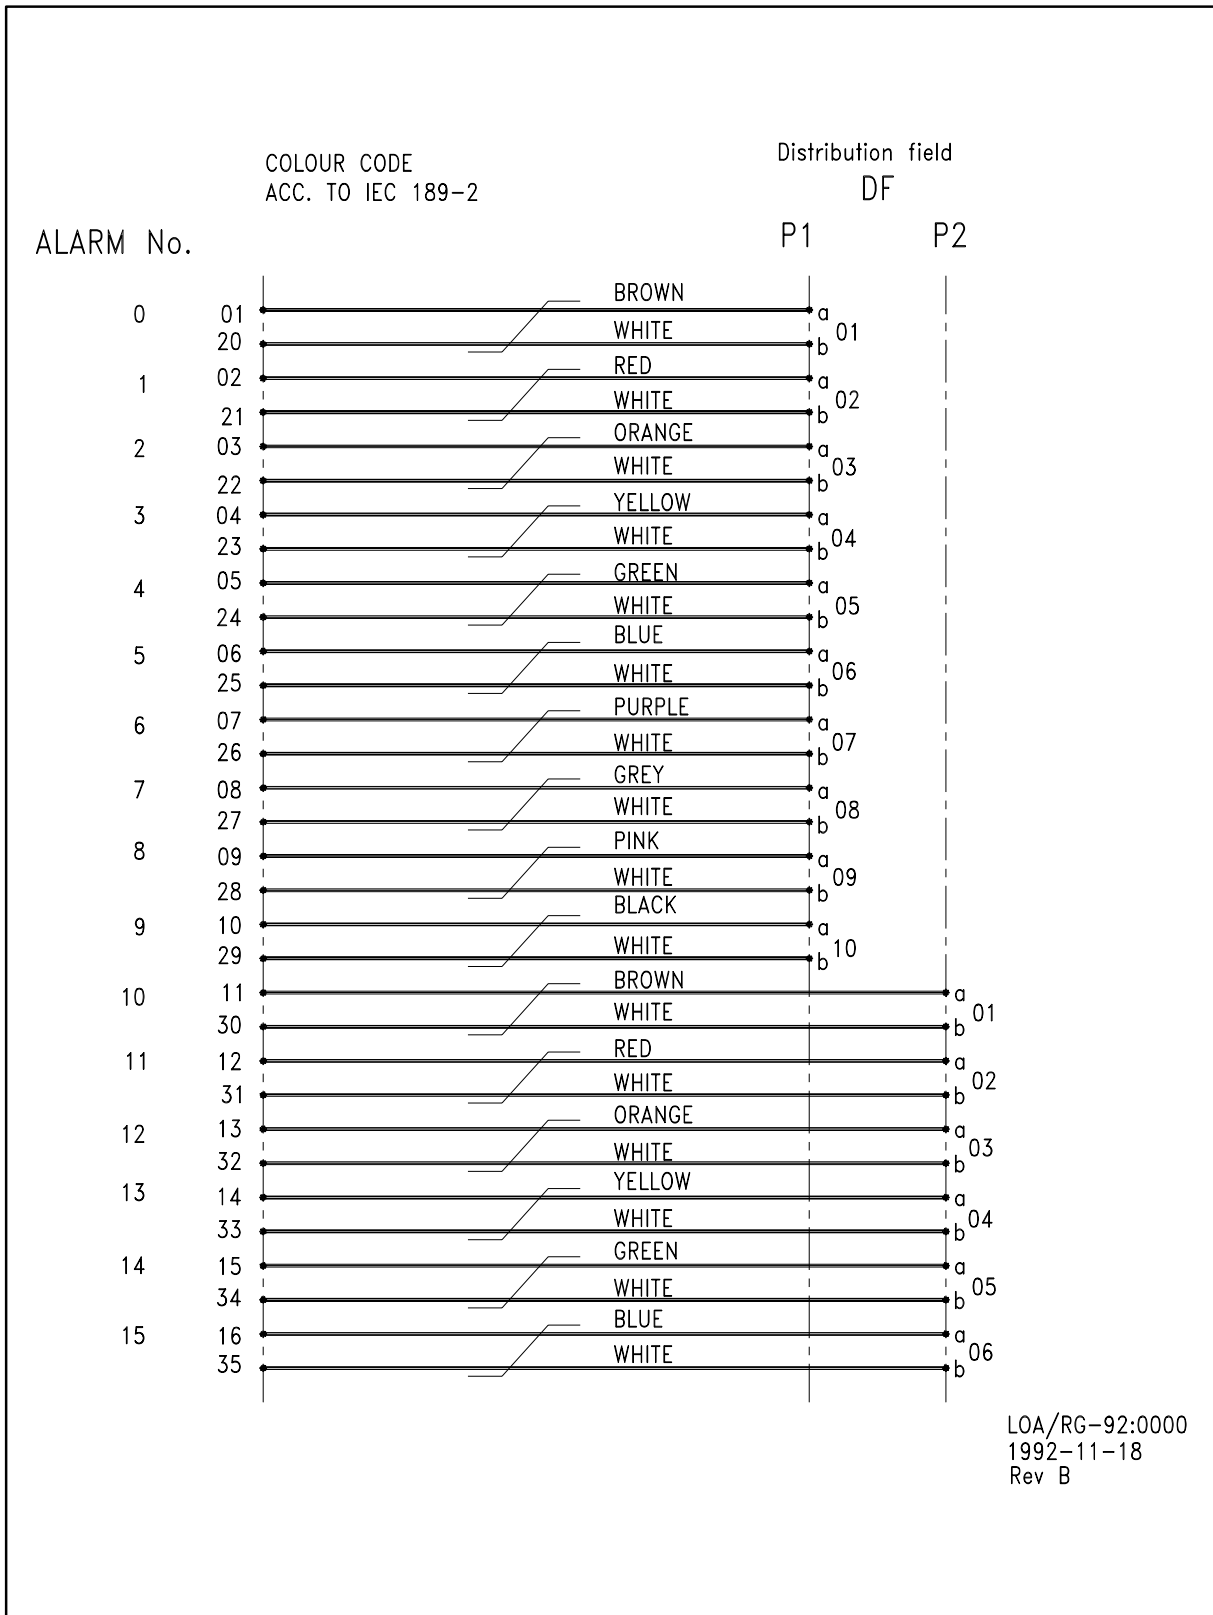 COLOUR CODE
ACC. TO IEC 189-2
Distribution field
DF
ALARM No.
P1 P2
BROWN
0 01 a
01
WHITE
20 b
RED
1 02 a
02
WHITE
21 b
ORANGE
2 03 a
03
WHITE
22 b
YELLOW
3 04 a
04
WHITE
23 b
GREEN
4 05 a
05
WHITE
24 b
BLUE
5 06 a
06
WHITE
25 b
PURPLE
6 07 a
07
WHITE
26 b
GREY
7 08 a
08
WHITE
27 b
PINK
8 09 a
09
WHITE
28 b
BLACK
9 10 a
10
WHITE
29 b
BROWN
10 11 a
01
WHITE
30 b
RED
11 12 a
02
WHITE
31 b
ORANGE
12 13 a
03
WHITE
32 b
YELLOW
13 14 a
04
WHITE
33 b
GREEN
14 15 a
05
WHITE
34 b
BLUE
15 16 a
06
WHITE
35 b
LOA/RG-92:0000
1992-11-18
Rev B